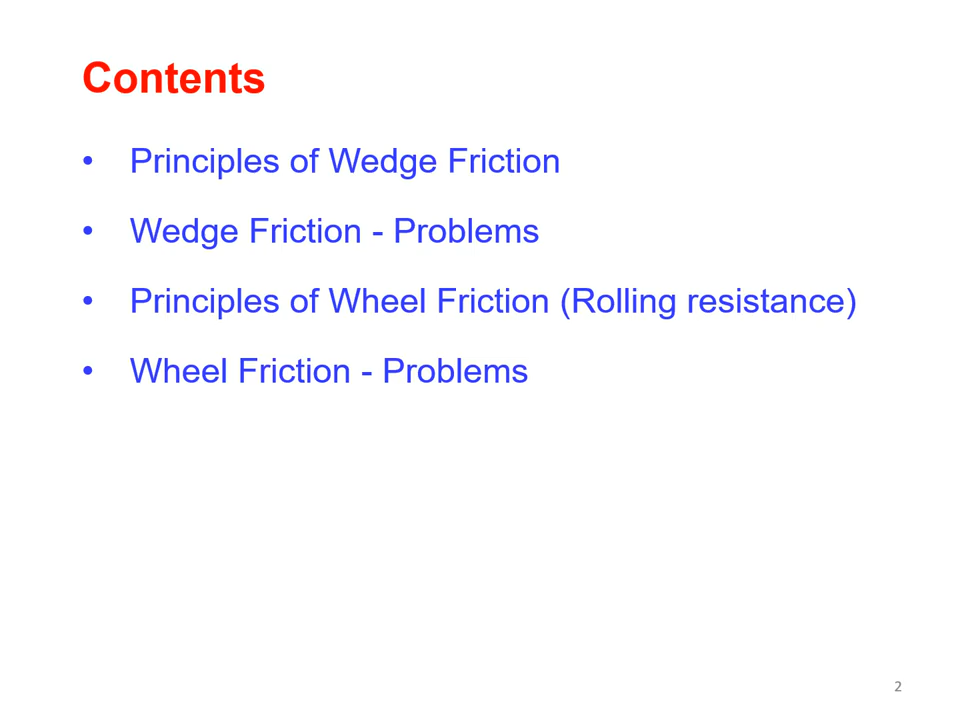 Contents
• Principles of Wedge Friction
• Wedge Friction - Problems
• Principles of Wheel Friction (Rolling resistance)
• Wheel Friction - Problems
2